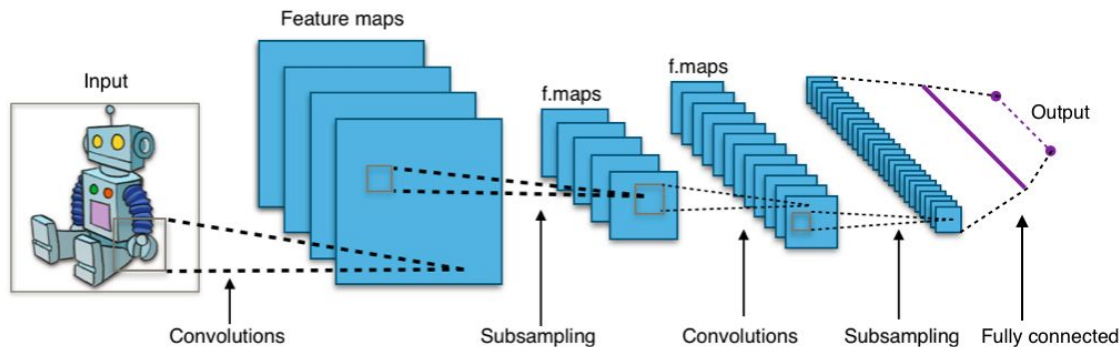 Feature maps
Input
f.maps
f.maps
Output
Convolutions
Subsampling
Convolutions
Subsampling
Fully connected